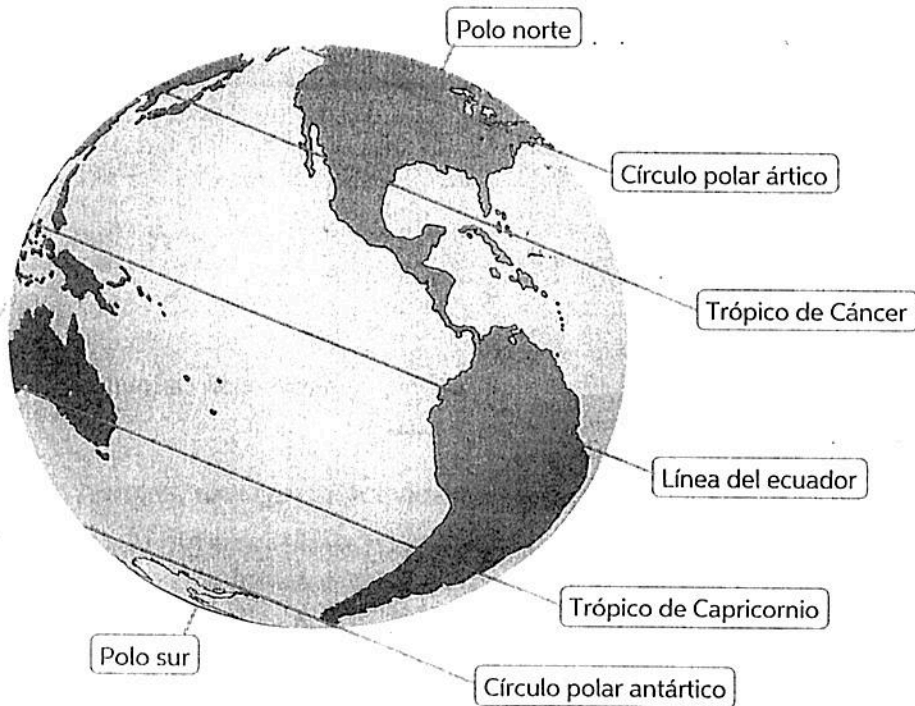 Polo norte
Círculo polar ártico
Trópico de Cáncer
Línea del ecuador
Trópico de Capricornio
Polo sur
Círculo polar antártico